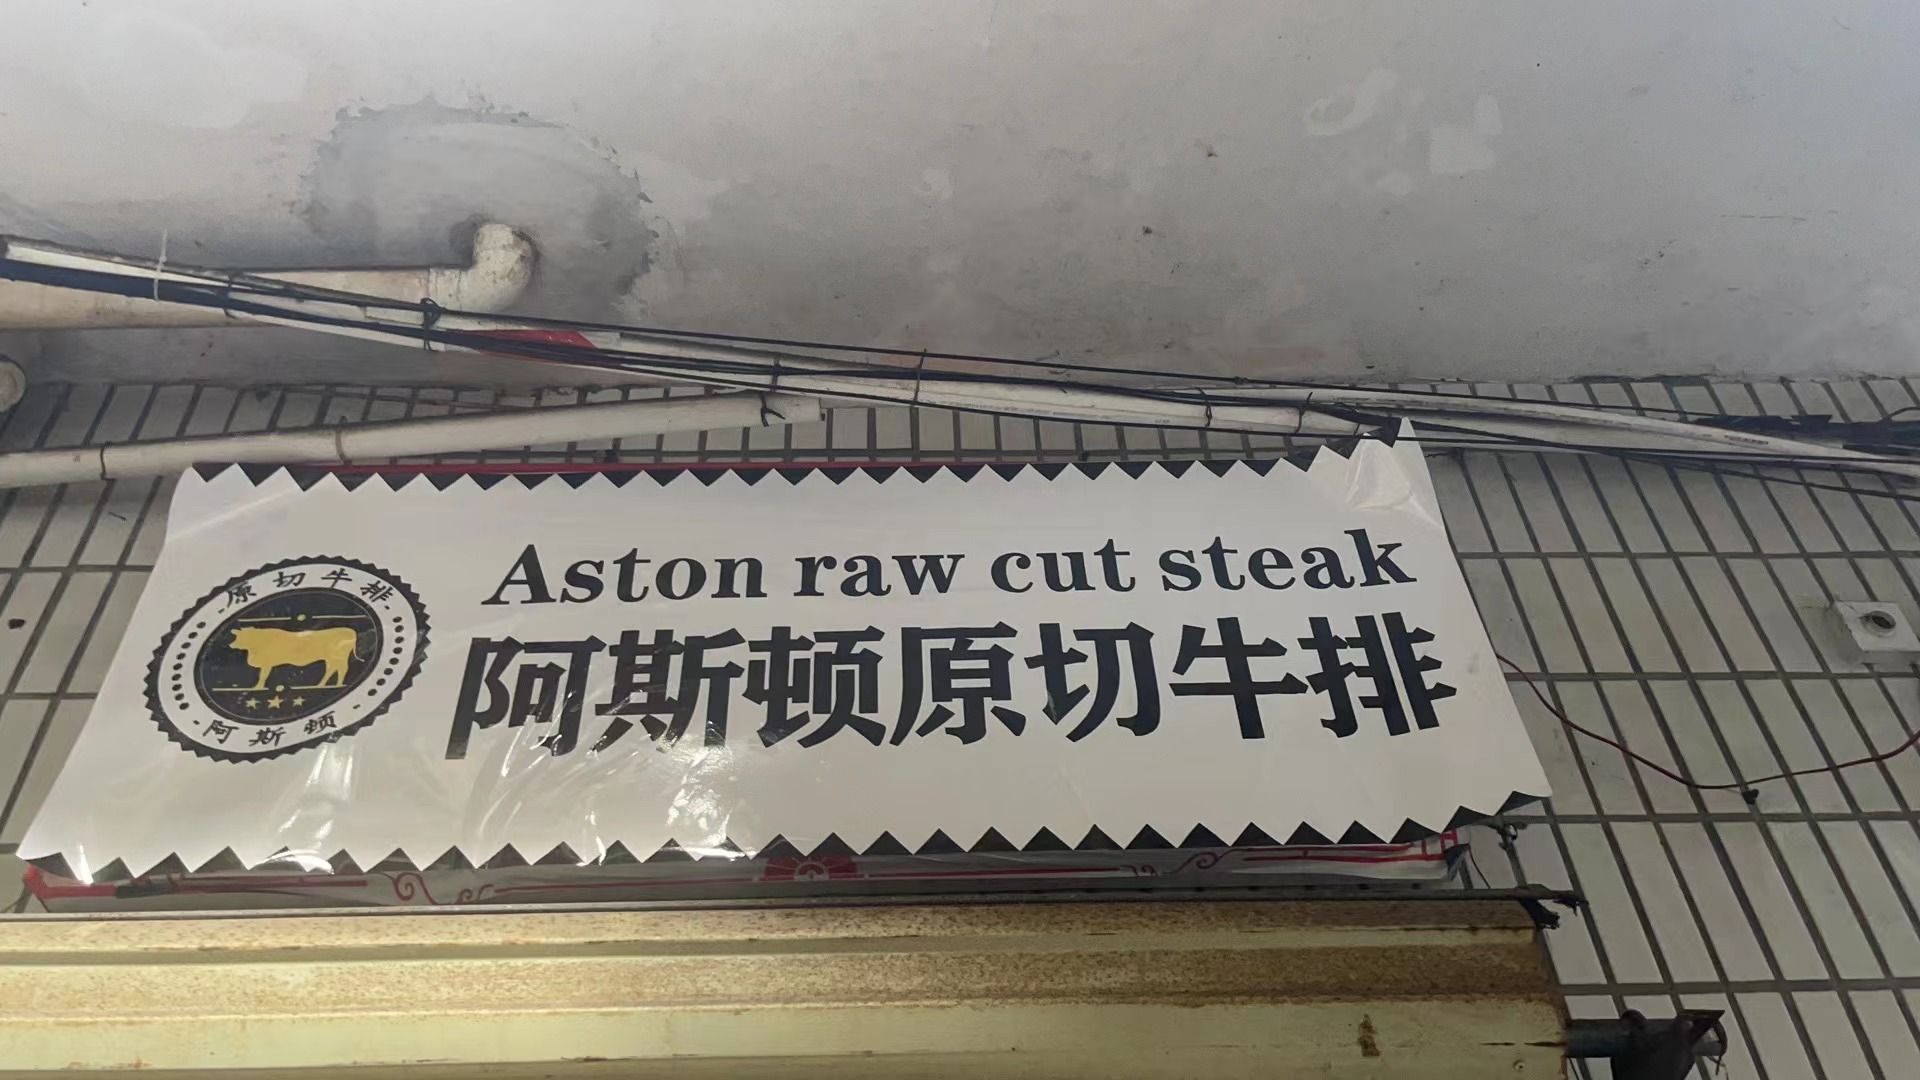 Aston raw cut steak
阿斯顿原切牛排
原切牛排
阿斯顿